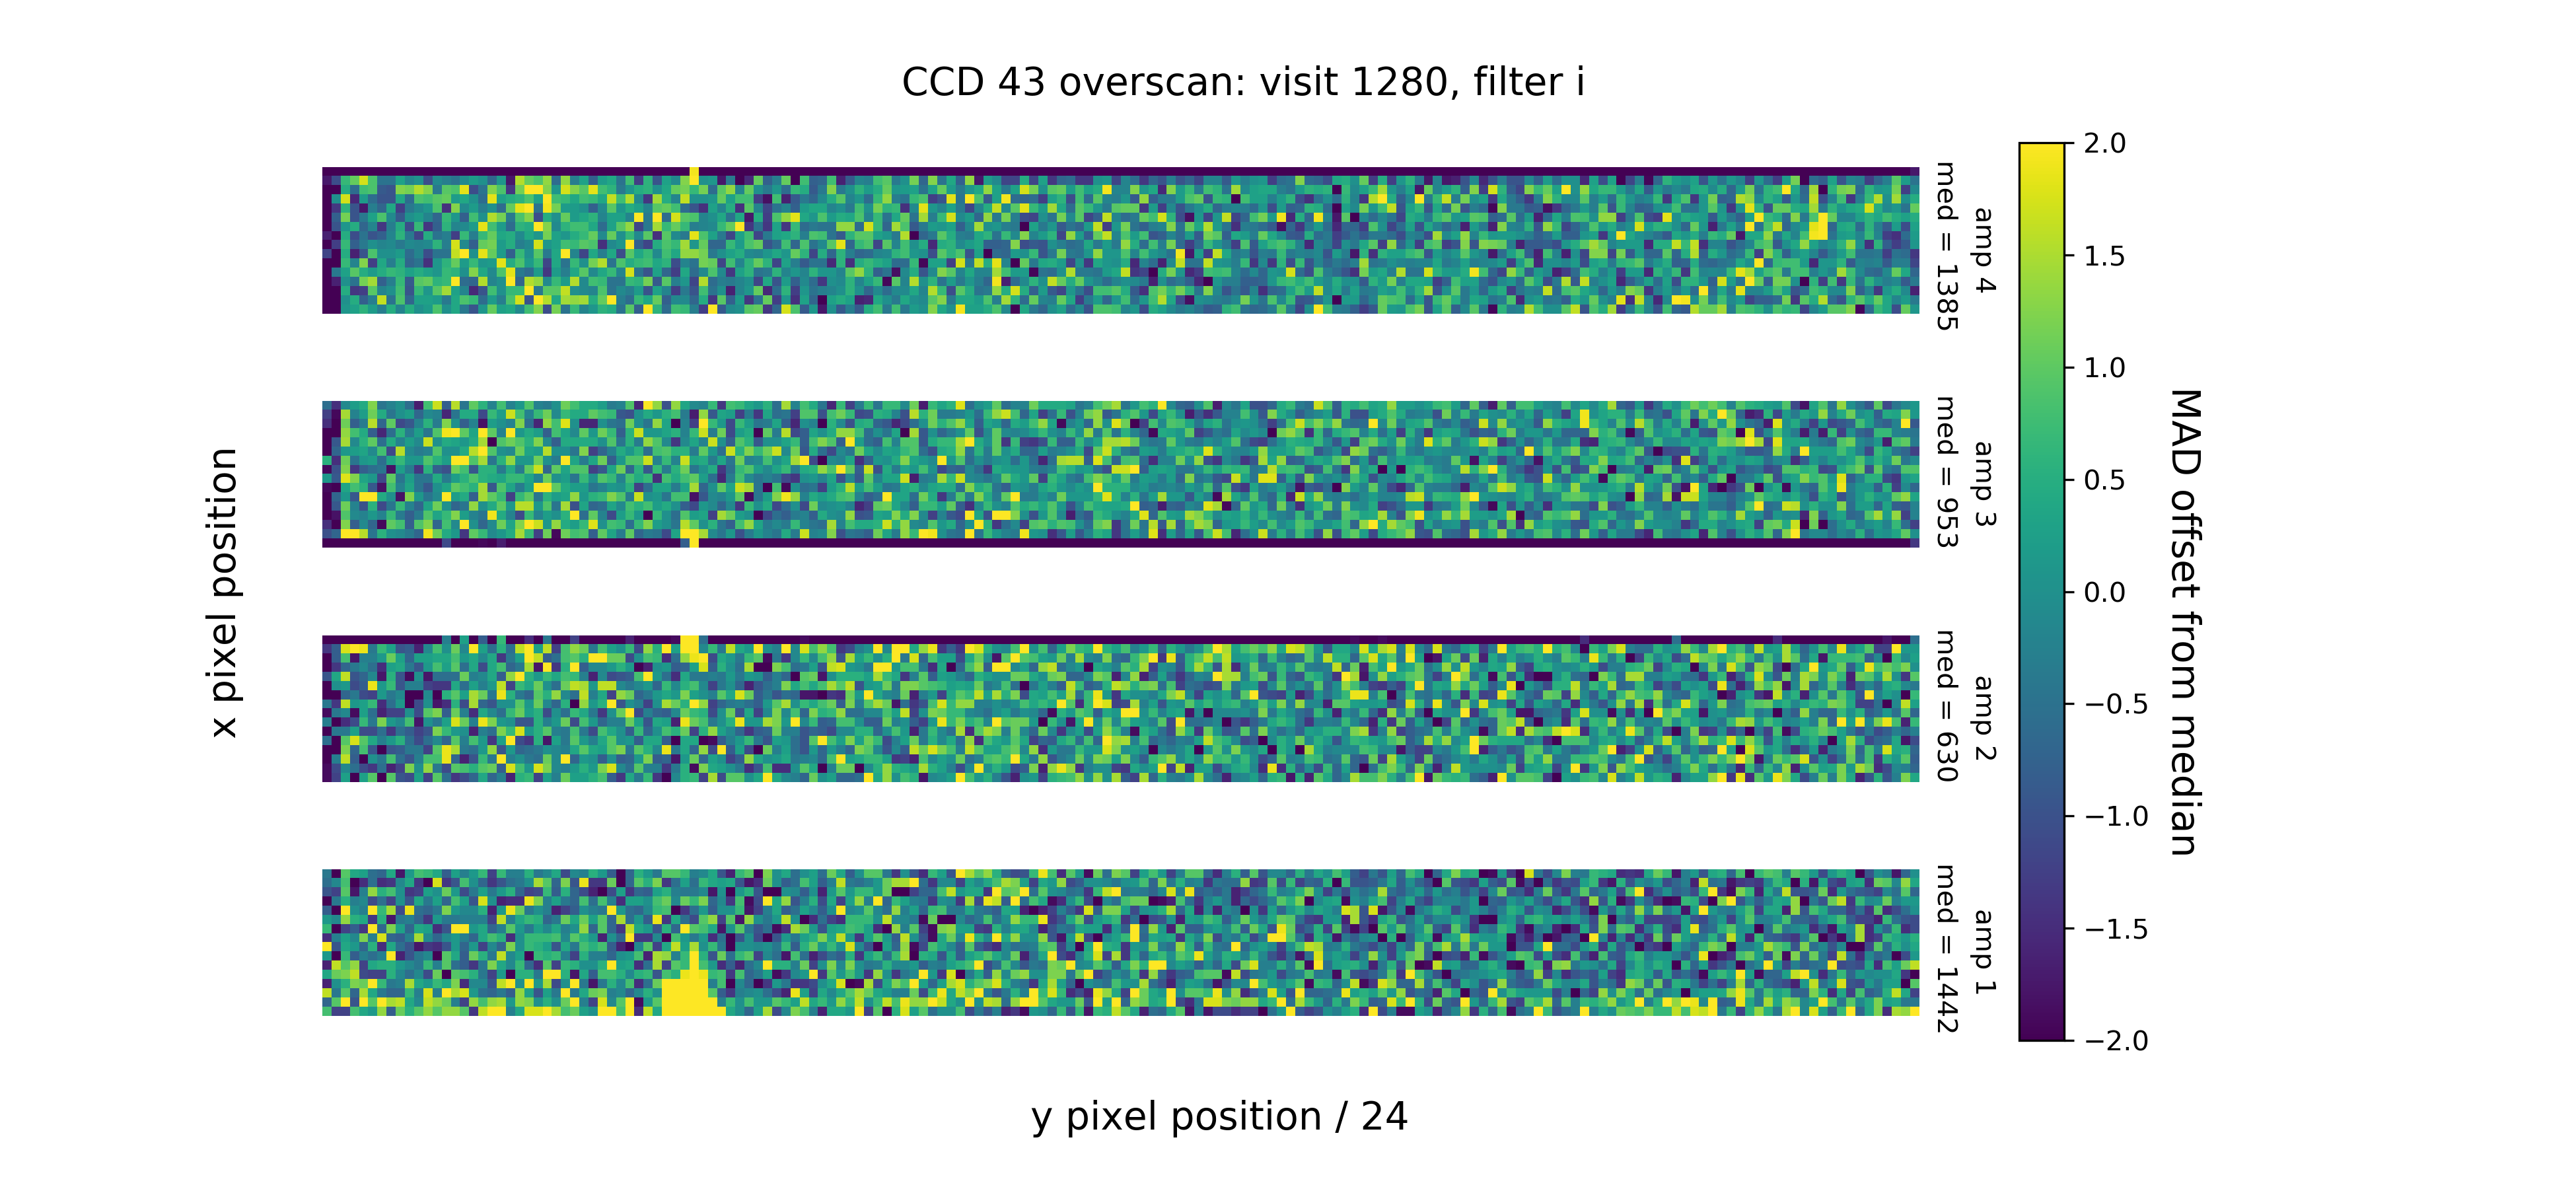 CCD 43 overscan: visit 1280, filter i
x pixel position
amp 4
med = 1385
amp 3
med = 953
amp 2
med = 630
amp 1
med = 1442
y pixel position / 24
2.0
1.5
1.0
0.5
0.0
−0.5
−1.0
−1.5
−2.0
MAD offset from median